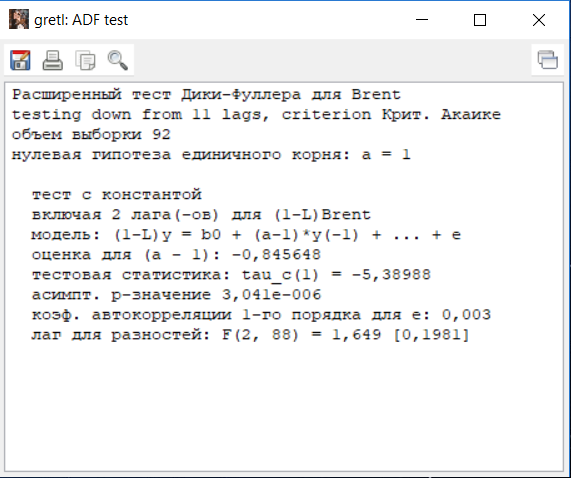 gretl: ADF test
Расширенный тест Дики-Фуллера для Brent
testing down from 11 lags, criterion Крит. Акаике
объем выборки 92
нулевая гипотеза единичного корня: a = 1
тест с константой
включая 2 лага(-ов) для (1-L)Brent
модель: (1-L)y = b0 + (a-1)*y(-1) + ... + e
оценка для (a - 1): -0,845648
тестовая статистика: tau_c(1) = -5,38988
асимпт. p-значение 3,041e-006
коэф. автокорреляции 1-го порядка для e: 0,003
лаг для разностей: F(2, 88) = 1,649 [0,1981]